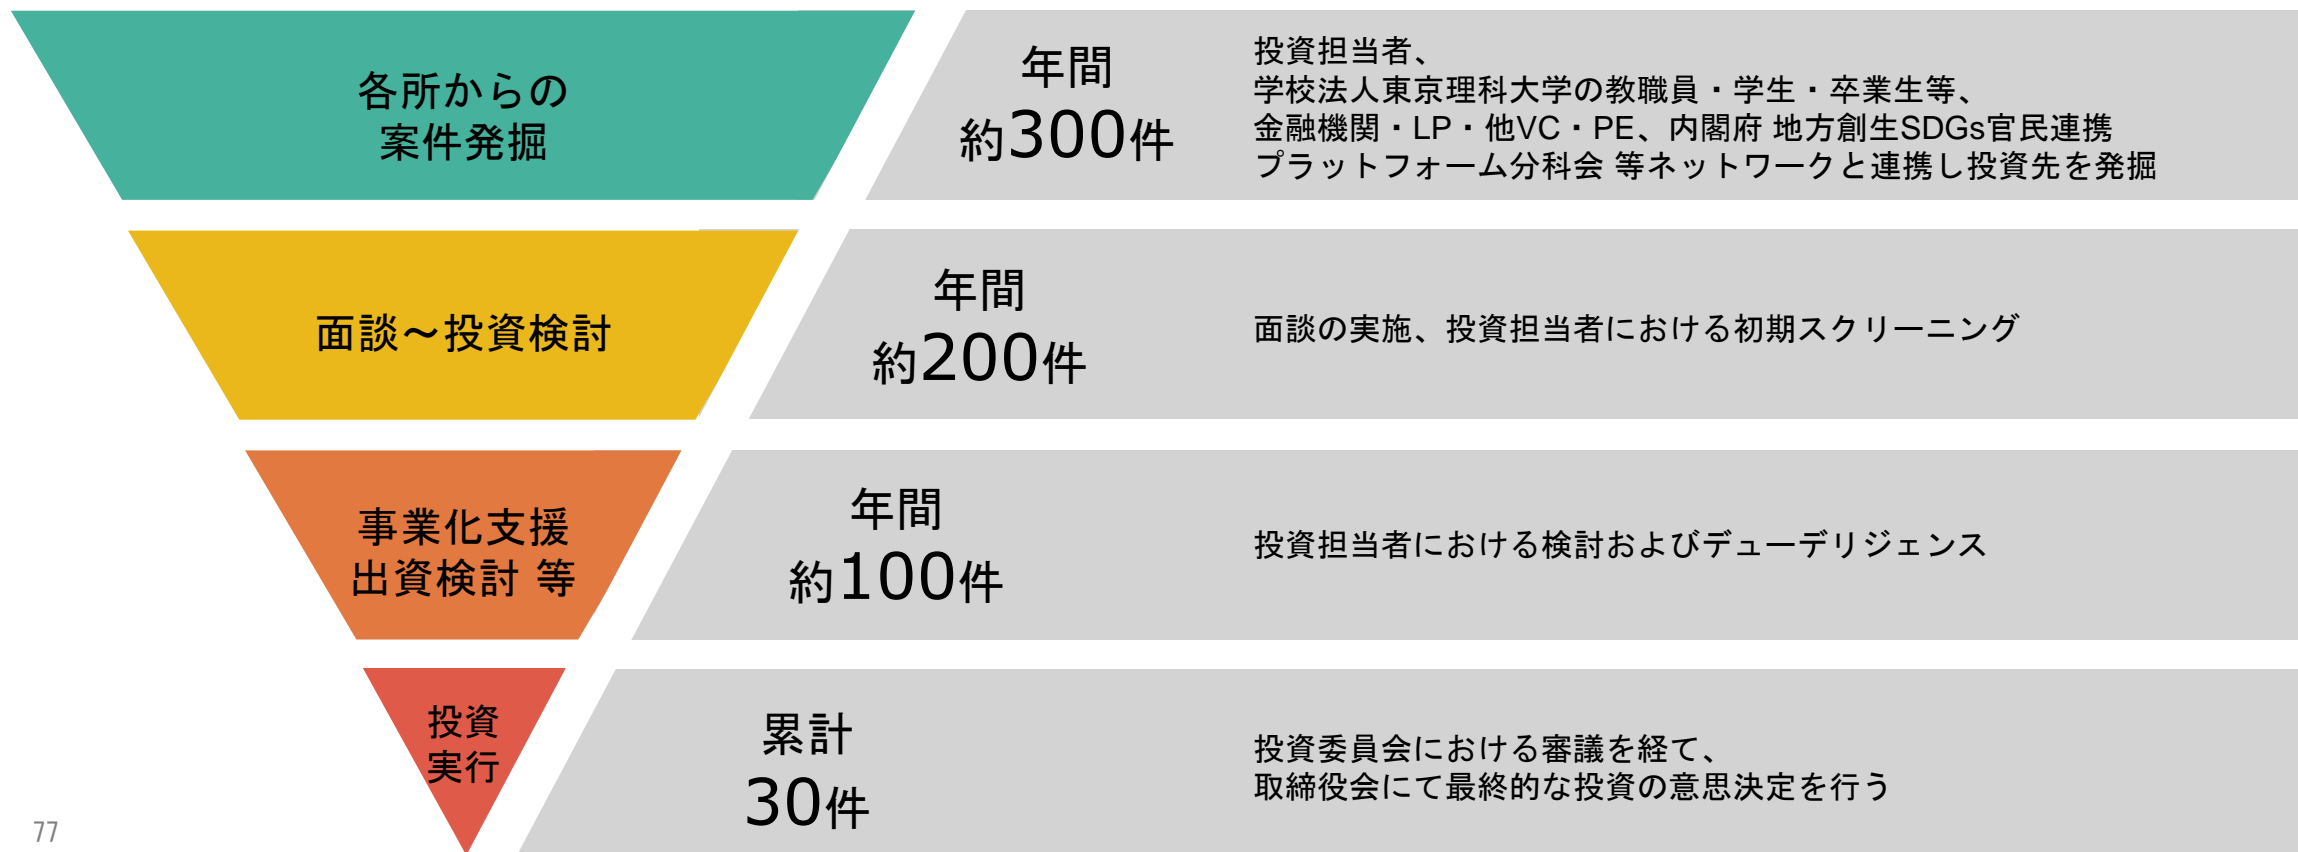 各所からの
案件発掘
年間
約300件
投資担当者、
学校法人東京理科大学の教職員・学生・卒業生等、
金融機関・LP・他VC・PE、内閣府 地方創生SDGs官民連携
プラットフォーム分科会 等ネットワークと連携し投資先を発掘
面談～投資検討
年間
約200件
面談の実施、投資担当者における初期スクリーニング
事業化支援
出資検討 等
年間
約100件
投資担当者における検討およびデューデリジェンス
投資
実行
累計
30件
投資委員会における審議を経て、
取締役会にて最終的な投資の意思決定を行う
77